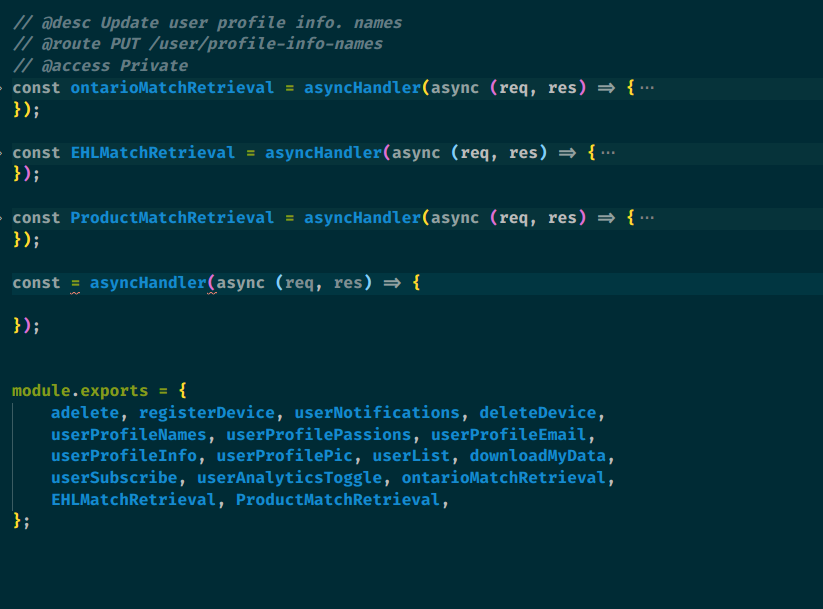 // @desc Update user profile info. names
// @route PUT /user/profile-info-names
// @access Private
const ontarioMatchRetrieval = asyncHandler(async (req, res) => {···
});
const EHLMatchRetrieval = asyncHandler(async (req, res) => {···
});
const ProductMatchRetrieval = asyncHandler(async (req, res) => {···
});
const = asyncHandler(async (req, res) => {
});
module.exports = {
adelete, registerDevice, userNotifications, deleteDevice,
userProfileNames, userProfilePassions, userProfileEmail,
userProfileInfo, userProfilePic, userList, downloadMyData,
userSubscribe, userAnalyticsToggle, ontarioMatchRetrieval,
EHLMatchRetrieval, ProductMatchRetrieval,
};